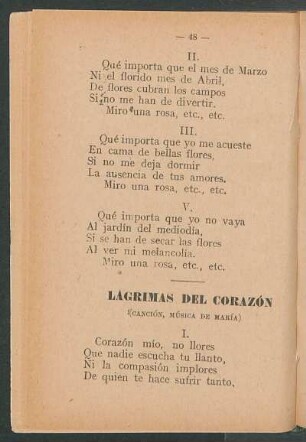 — 48 —
II.
Qué importa que el mes de Marzo
Ni el florido mes de Abril,
De flores cubran los campos
Si no me han de divertir.
Miro una rosa, etc., etc.
III.
Qué importa que yo me acueste
En cama de bellas flores,
Si no me deja dormir
La ausencia de tus amores.
Miro una rosa, etc., etc.
V.
Qué importa que yo no vaya
Al jardín del mediodía,
Si se han de secar las flores
Al ver mi melancolía.
Miro una rosa, etc., etc.
LÁGRIMAS DEL CORAZÓN
(CANCIÓN, MÚSICA DE MARÍA)
I.
Corazón mío, no llores
Que nadie escucha tu llanto,
Ni la compasión implores
De quien te hace sufrir tanto.